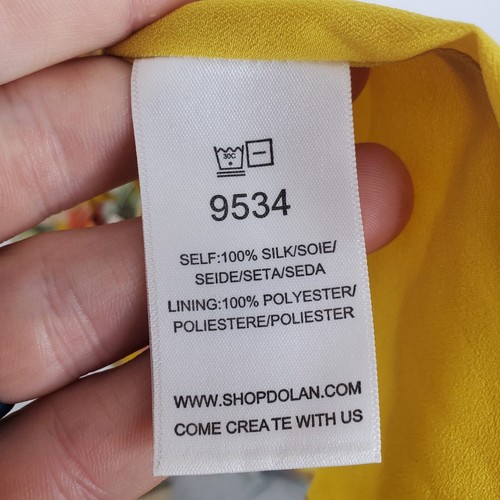 30C
9534
SELF:100% SILK/SOIE/
SEIDE/SETA/SEDA
LINING:100% POLYESTER/
POLIESTERE/POLIESTER
WWW.SHOPDOLAN.COM
COME CREATE WITH US